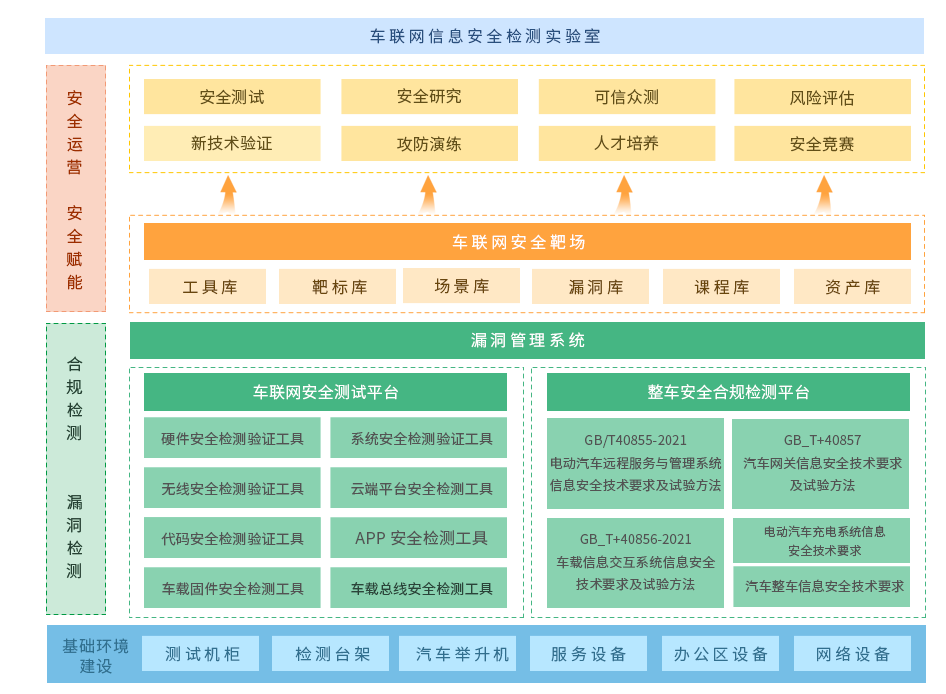 车联网信息安全检测实验室
安全运营
安全赋能
安全测试
安全研究
可信众测
风险评估
新技术验证
攻防演练
人才培养
安全竞赛
车联网安全靶场
工具库
靶标库
场景库
漏洞库
课程库
资产库
合规检测
漏洞检测
漏洞管理系统
车联网安全测试平台
硬件安全检测验证工具
系统安全检测验证工具
无线安全检测验证工具
云端平台安全检测工具
代码安全检测验证工具
APP 安全检测工具
车载固件安全检测工具
车载总线安全检测工具
整车安全合规检测平台
GB/T40855-2021
电动汽车远程服务与管理系统
信息安全技术要求及试验方法
GB_T+40857
汽车网关信息安全技术要求
及试验方法
GB_T+40856-2021
车载信息交互系统信息安全
技术要求及试验方法
电动汽车充电系统信息
安全技术要求
汽车整车信息安全技术要求
基础环境
建设
测试机柜
检测台架
汽车举升机
服务设备
办公区设备
网络设备